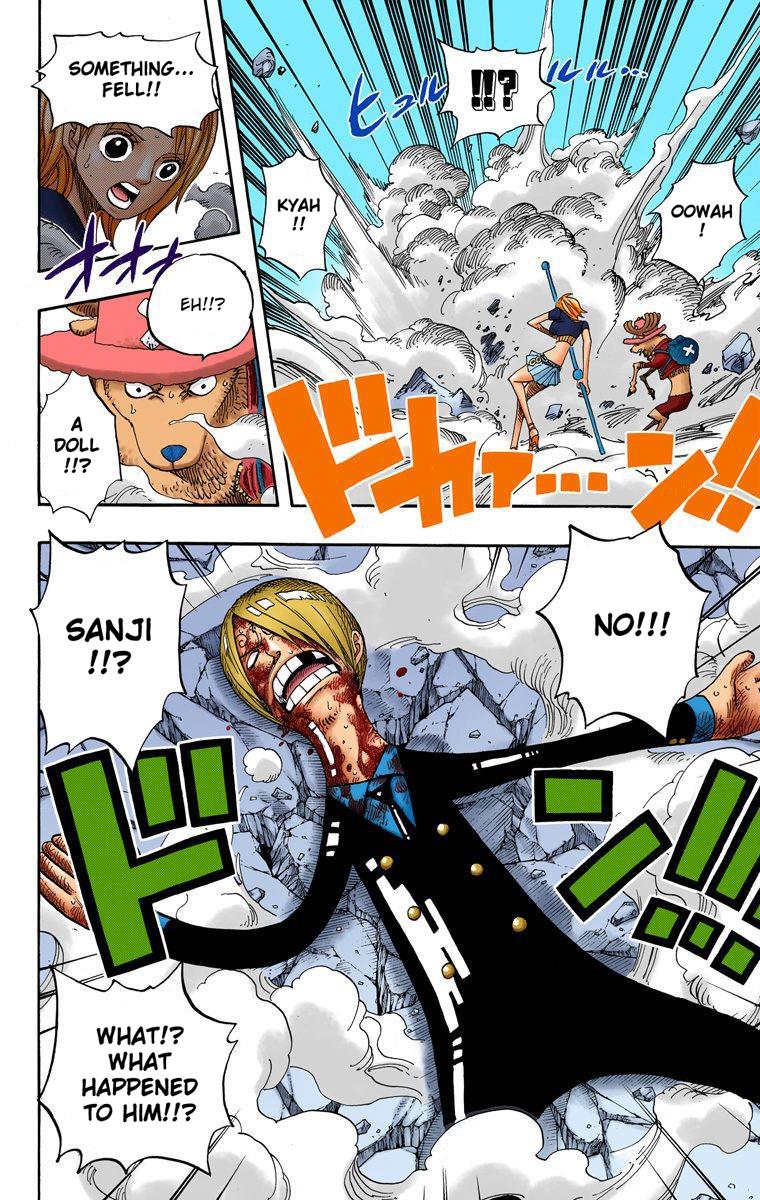 SOMETHING...
FELL!!
ヒュル
!!?
ルル...
KYAH
!!
OOWAH
!
オオオ
EH!!?
A
DOLL
!!?
ドカァ...ン!!
SANJI
!!?
NO!!!
ドン!!!
WHAT!?
WHAT
HAPPENED
TO HIM!!?